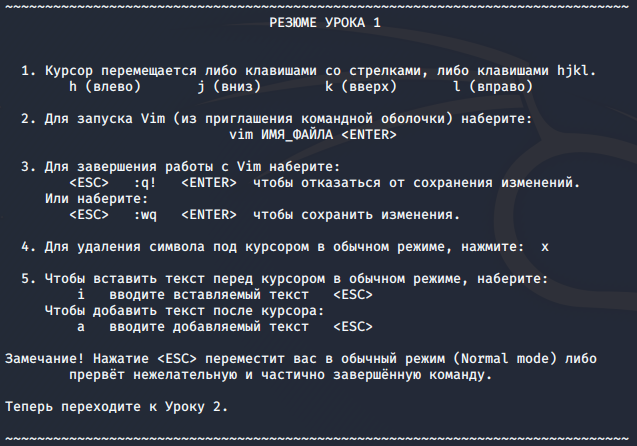 ~~~~~~~~~~~~~~~~~~~~~~~~~~~~~~~~~~~~~~~~~~~~~~~~~~~~~~~~~~~~~~~~~~~~~~~~~~~~~~
РЕЗЮМЕ УРОКА 1
1. Курсор перемещается либо клавишами со стрелками, либо клавишами hjkl.
h (влево) j (вниз) k (вверх) l (вправо)
2. Для запуска Vim (из приглашения командной оболочки) наберите:
vim ИМЯ_ФАЙЛА <ENTER>
3. Для завершения работы с Vim наберите:
<ESC> :q! <ENTER> чтобы отказаться от сохранения изменений.
Или наберите:
<ESC> :wq <ENTER> чтобы сохранить изменения.
4. Для удаления символа под курсором в обычном режиме, нажмите: x
5. Чтобы вставить текст перед курсором в обычном режиме, наберите:
i вводите вставляемый текст <ESC>
Чтобы добавить текст после курсора:
a вводите добавляемый текст <ESC>
Замечание! Нажатие <ESC> переместит вас в обычный режим (Normal mode) либо
прервёт нежелательную и частично завершённую команду.
Теперь переходите к Уроку 2.
~~~~~~~~~~~~~~~~~~~~~~~~~~~~~~~~~~~~~~~~~~~~~~~~~~~~~~~~~~~~~~~~~~~~~~~~~~~~~~